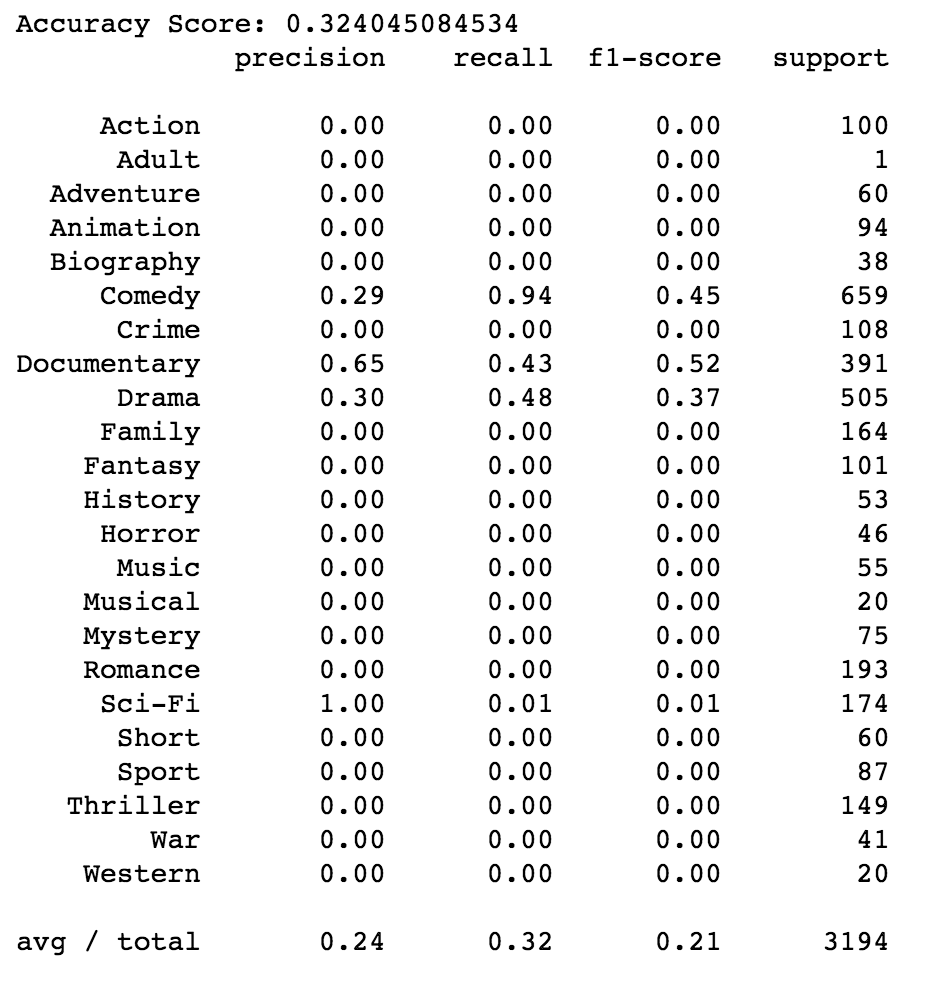 Accuracy Score: 0.324045084534
precision recall f1-score support
Action 0.00 0.00 0.00 100
Adult 0.00 0.00 0.00 1
Adventure 0.00 0.00 0.00 60
Animation 0.00 0.00 0.00 94
Biography 0.00 0.00 0.00 38
Comedy 0.29 0.94 0.45 659
Crime 0.00 0.00 0.00 108
Documentary 0.65 0.43 0.52 391
Drama 0.30 0.48 0.37 505
Family 0.00 0.00 0.00 164
Fantasy 0.00 0.00 0.00 101
History 0.00 0.00 0.00 53
Horror 0.00 0.00 0.00 46
Music 0.00 0.00 0.00 55
Musical 0.00 0.00 0.00 20
Mystery 0.00 0.00 0.00 75
Romance 0.00 0.00 0.00 193
Sci-Fi 1.00 0.01 0.01 174
Short 0.00 0.00 0.00 60
Sport 0.00 0.00 0.00 87
Thriller 0.00 0.00 0.00 149
War 0.00 0.00 0.00 41
Western 0.00 0.00 0.00 20
avg / total 0.24 0.32 0.21 3194